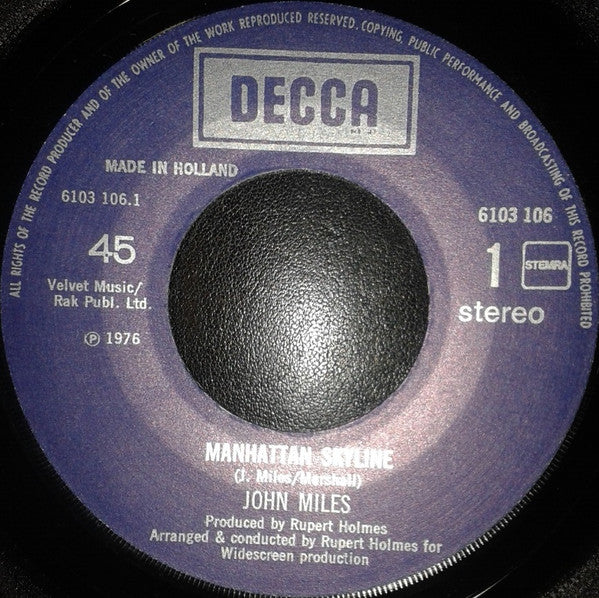 ALL RIGHTS OF THE RECORD PRODUCER AND OF THE OWNER OF THE WORK REPRODUCED RESERVED. COPYING, PUBLIC PERFORMANCE AND BROADCASTING OF THIS RECORD PROHIBITED
DECCA
MADE IN HOLLAND
6103 106.1
6103 106
45
1
STEMRA
Velvet Music/
Rak Publ. Ltd.
stereo
℗ 1976
MANHATTAN SKYLINE
(J. Miles/Marshall)
JOHN MILES
Produced by Rupert Holmes
Arranged & conducted by Rupert Holmes for
Widescreen production